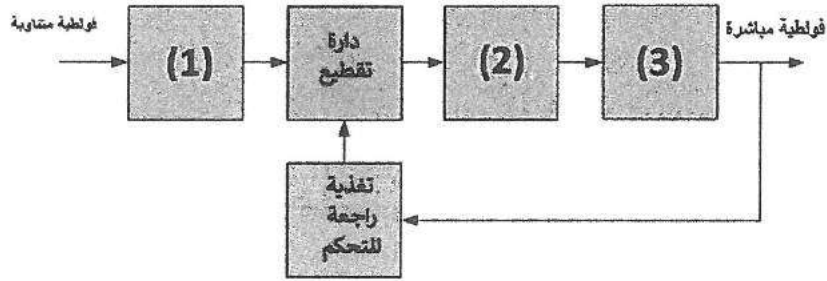 فولطية متناوبة
(1)
دارة
تقطيع
(2)
(3)
فولطية مباشرة
تغذية
راجعة
للتحكم